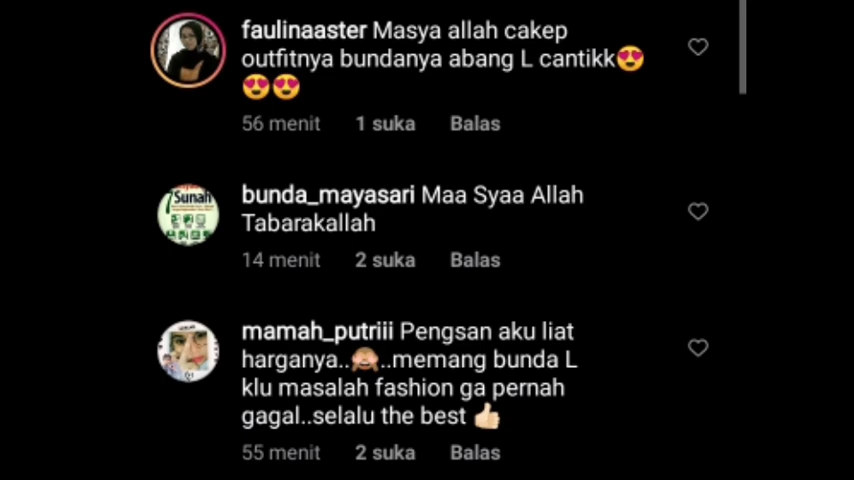 faulinaaster Masya allah cakep
outfitnya bundanya abang L cantikk😍
😍😍
56 menit 1 suka Balas
7 Sunah
bunda_mayasari Maa Syaa Allah
Tabarakallah
14 menit 2 suka Balas
mamah_putriii Pengsan aku liat
harganya..🙈..memang bunda L
klu masalah fashion ga pernah
gagal..selalu the best 👍🏻
55 menit 2 suka Balas